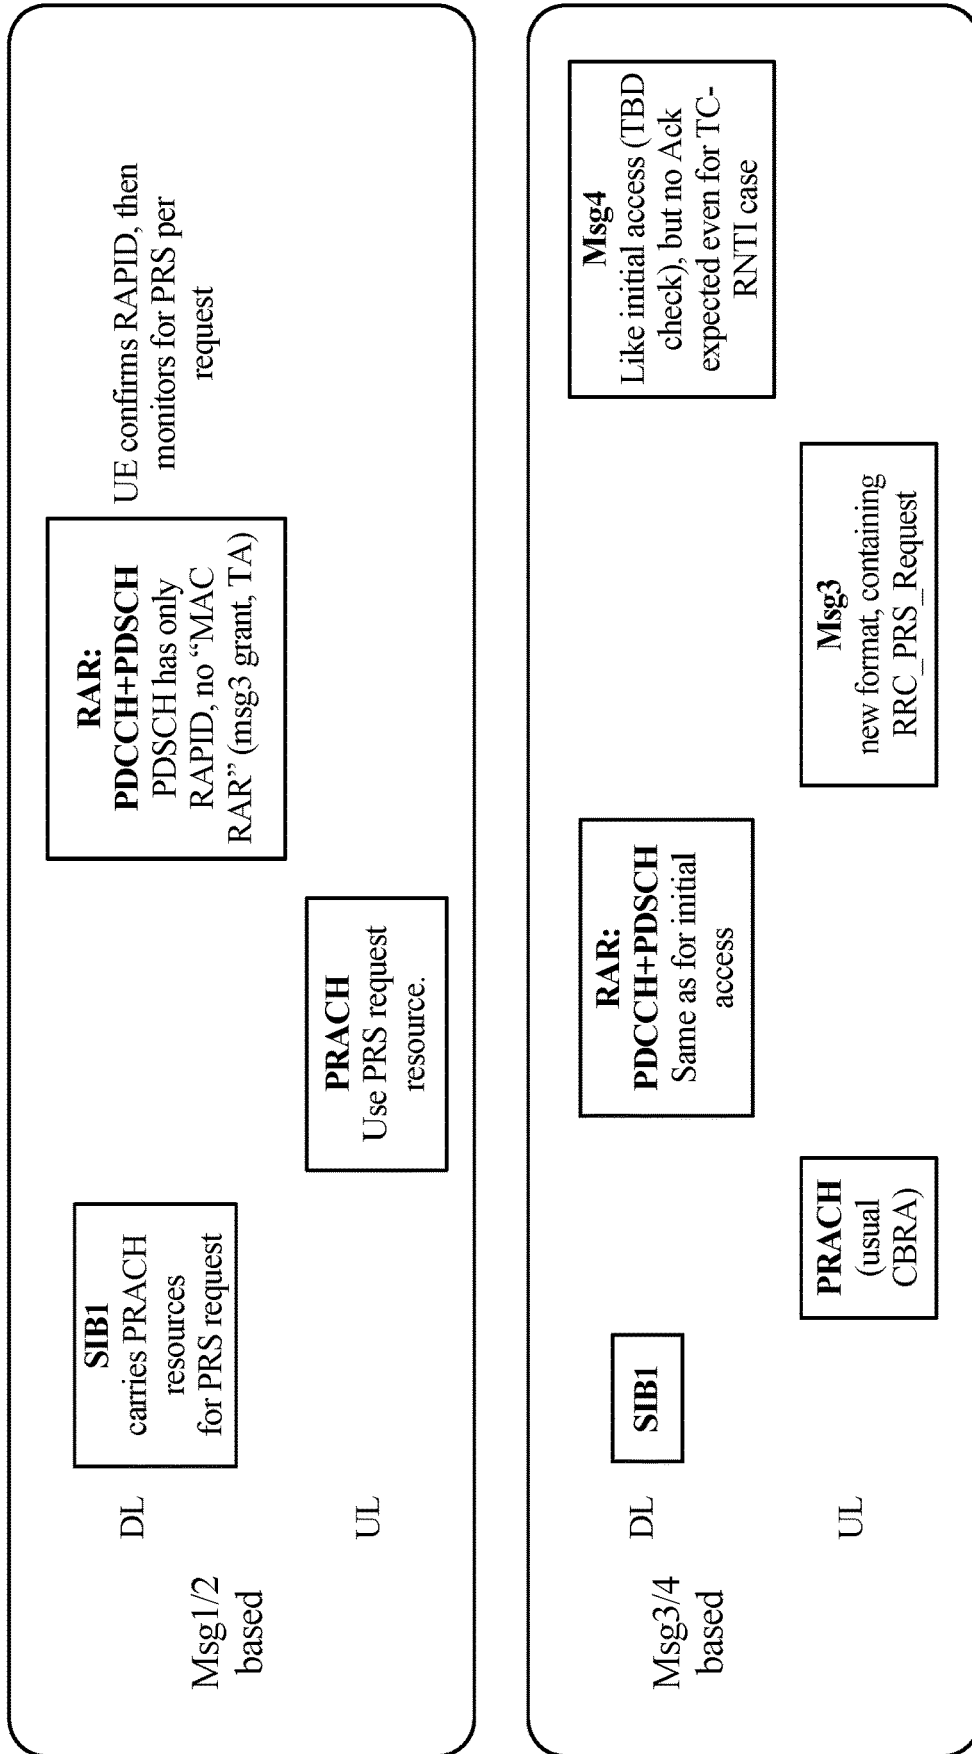 Msg1/2
based
DL
UL
SIB1
carries PRACH
resources
for PRS request
PRACH
Use PRS request
resource.
RAR:
PDCCH+PDSCH
PDSCH has only
RAPID, no “MAC
RAR” (msg3 grant, TA)
UE confirms RAPID, then
monitors for PRS per
request
Msg3/4
based
DL
UL
SIB1
PRACH
(usual
CBRA)
RAR:
PDCCH+PDSCH
Same as for initial
access
Msg3
new format, containing
RRC_PRS_Request
Msg4
Like initial access (TBD
check), but no Ack
expected even for TC-
RNTI case